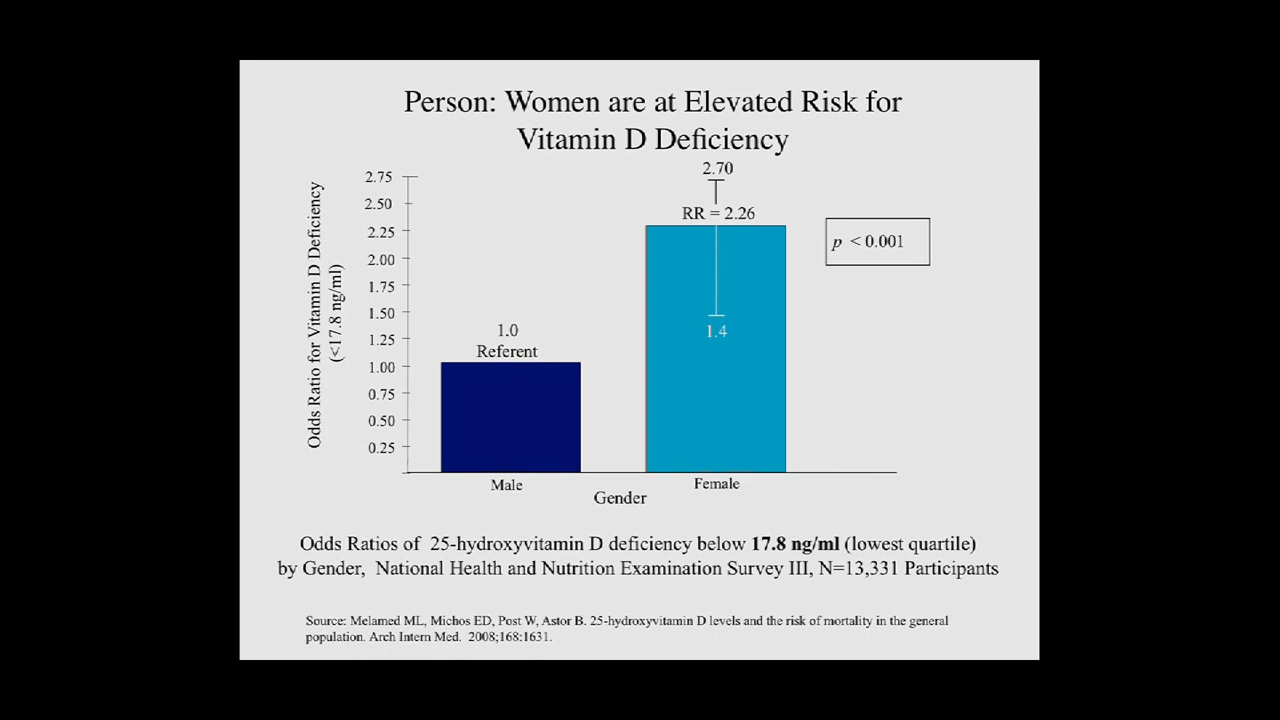 Person: Women are at Elevated Risk for
Vitamin D Deficiency
Odds Ratio for Vitamin D Deficiency
(<17.8 ng/ml)
2.75
2.50
2.25
2.00
1.75
1.50
1.25
1.00
0.75
0.50
0.25
1.0
Referent
2.70
RR = 2.26
1.4
p < 0.001
Male
Female
Gender
Odds Ratios of 25-hydroxyvitamin D deficiency below 17.8 ng/ml (lowest quartile)
by Gender, National Health and Nutrition Examination Survey III, N=13,331 Participants
Source: Melamed ML, Michos ED, Post W, Astor B. 25-hydroxyvitamin D levels and the risk of mortality in the general
population. Arch Intern Med. 2008;168:1631.